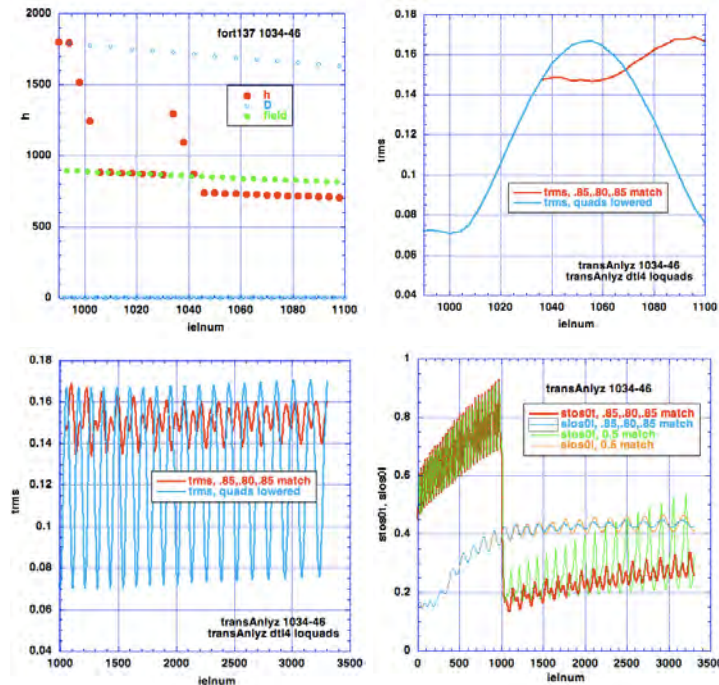 fort137 1034-46
2000
1500
1000
500
0
h
h
D
field
1000 1020 1040 1060 1080 1100
ielnum
0.18
0.16
0.14
0.12
0.1
0.08
0.06
0.04
trms
trms, .85,.80,.85 match
trms, quads lowered
transAnlyz 1034-46
transAnlyz dtl4 loquads
1000 1020 1040 1060 1080 1100
ielnum
0.18
0.16
0.14
0.12
0.1
0.08
0.06
0.04
trms
trms, .85,.80,.85 match
trms, quads lowered
transAnlyz 1034-46
transAnlyz dtl4 loquads
1000 1500 2000 2500 3000 3500
ielnum
1
0.8
0.6
0.4
0.2
0
stos0t, slos0l
transAnlyz 1034-46
stos0t, .85,.80,.85 match
slos0l, .85,.80,.85 match
stos0t, 0.5 match
slos0l, 0.5 match
0 500 1000 1500 2000 2500 3000 3500
ielnum